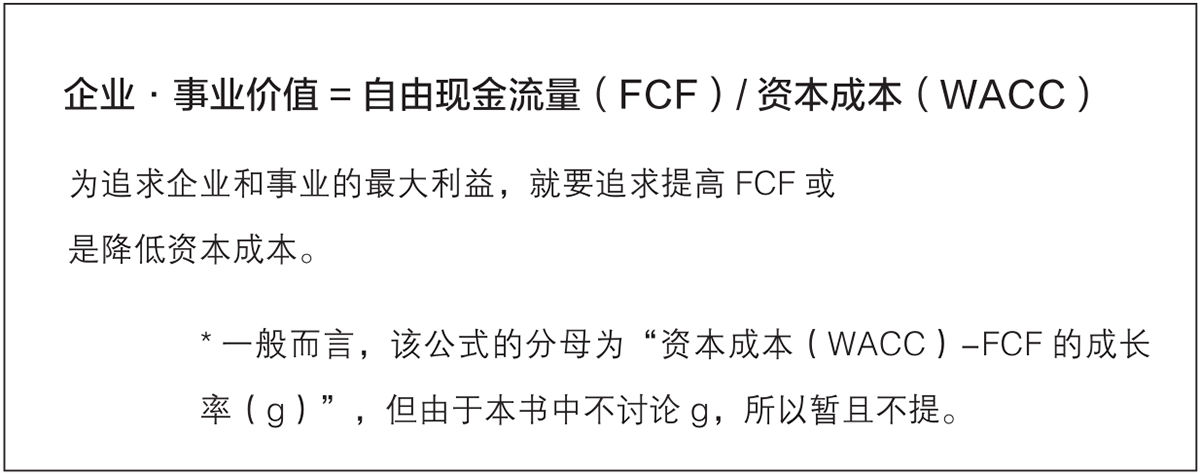 企业·事业价值 = 自由现金流量（FCF）/ 资本成本（WACC）
为追求企业和事业的最大利益，就要追求提高 FCF 或
是降低资本成本。
* 一般而言，该公式的分母为“资本成本（WACC）–FCF 的成长
率（g）”，但由于本书中不讨论 g，所以暂且不提。